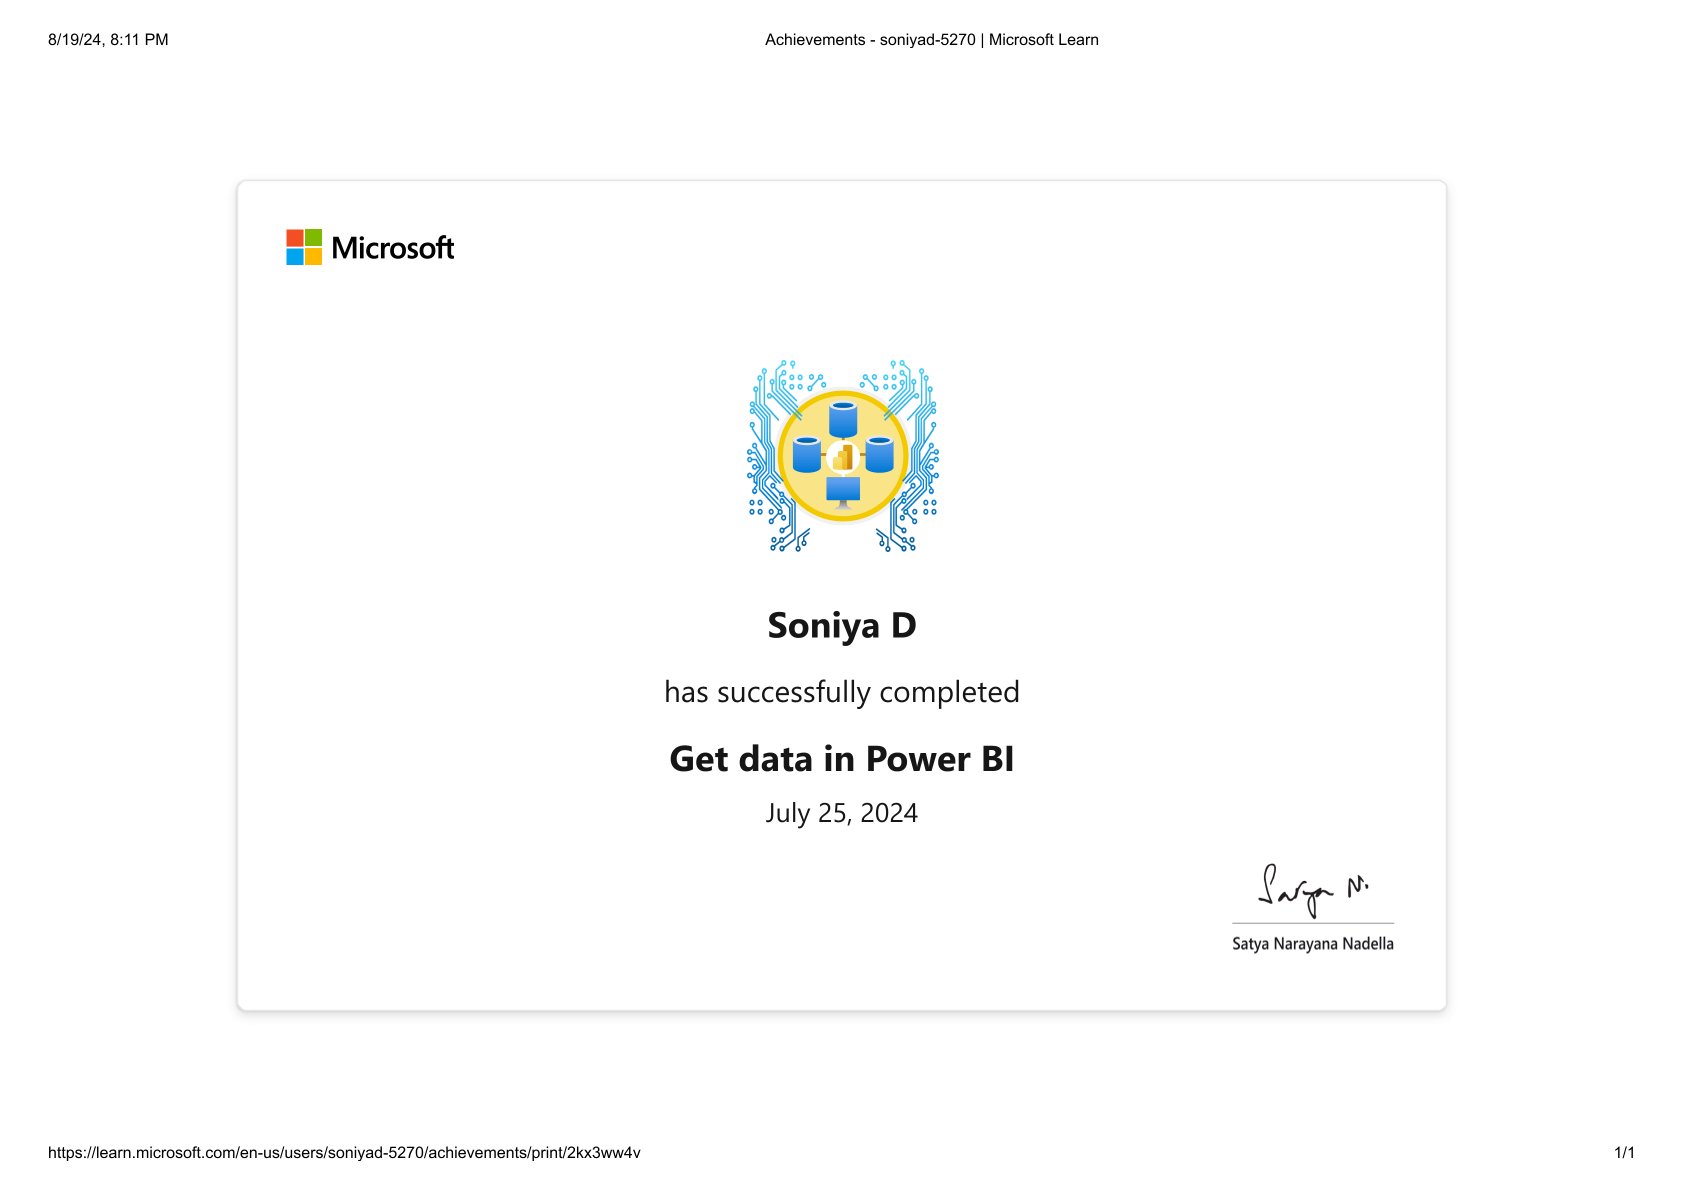 8/19/24, 8:11 PM
Achievements - soniyad-5270 | Microsoft Learn
Microsoft
Soniya D
has successfully completed
Get data in Power BI
July 25, 2024
Satya N.
Satya Narayana Nadella
https://learn.microsoft.com/en-us/users/soniyad-5270/achievements/print/2kx3ww4v
1/1